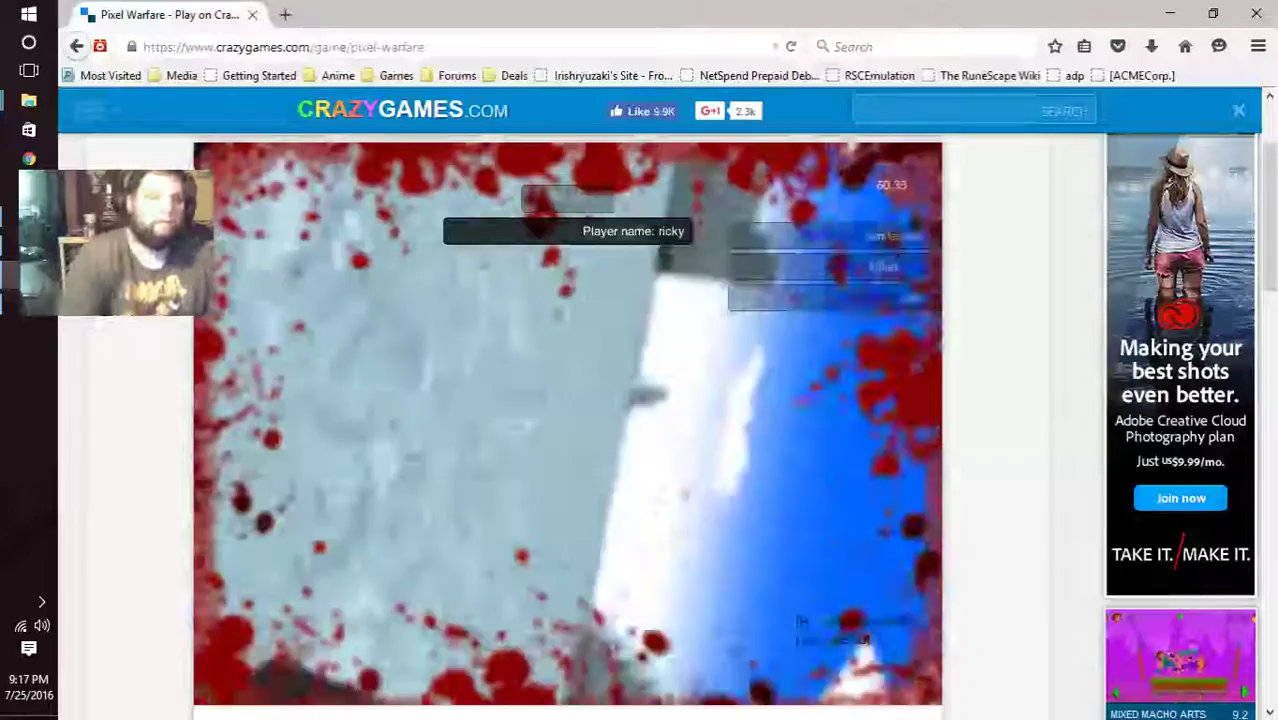 Pixel Warfare - Play on Cra...
https://www.crazygames.com/game/pixel-warfare
Search
Most Visited
Media
Getting Started
Anime
Games
Forums
Deals
Irishryuzaki's Site - Fro...
NetSpend Prepaid Deb...
RSCEmulation
The RuneScape Wiki
adp
[ACMECorp.]
CRAZYGAMES.COM
Like 9.9K
G+1
2.3k
SEARCH
60.33
Player name: ricky
Making your
best shots
even better.
Adobe Creative Cloud
Photography plan
Just US$9.99/mo.
Join now
TAKE IT. / MAKE IT.
MIXED MACHO ARTS 9.2
9:17 PM
7/25/2016